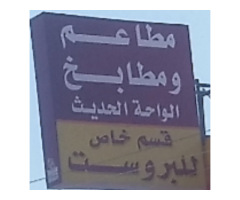 مطاعم
ومطابخ
الواحة الحديث
قسم خاص
للبروست